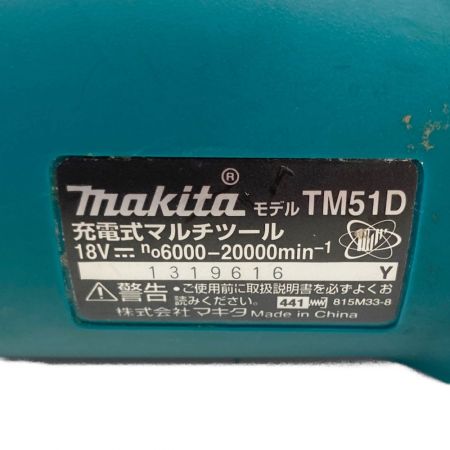 makita® モデル TM51D
充電式マルチツール
18V⎓ n₀6000-20000min⁻¹
1319616 Y
⚠警告 ・ご使用前に取扱説明書を必ずよくお
読みください。 441 815M33-8
株式会社マキタ Made in China